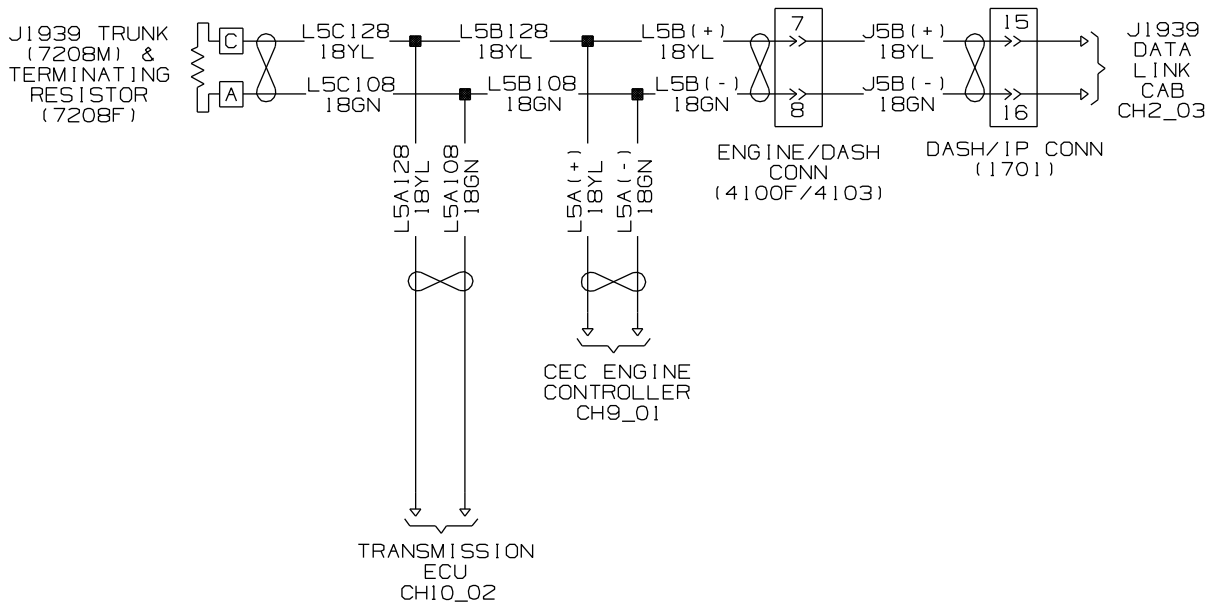 J1939 TRUNK
(7208M) &
TERMINATING
RESISTOR
(7208F)
C
A
L5C128
18YL
L5C108
18GN
L5B128
18YL
L5B108
18GN
L5B(+)
18YL
L5B(-)
18GN
7
8
ENGINE/DASH
CONN
(4100F/4103)
J5B(+)
18YL
J5B(-)
18GN
15
16
DASH/IP CONN
(1701)
J1939
DATA
LINK
CAB
CH2_03
L5A128
18YL
L5A108
18GN
L5A(+)
18YL
L5A(-)
18GN
CEC ENGINE
CONTROLLER
CH9_01
TRANSMISSION
ECU
CH10_02